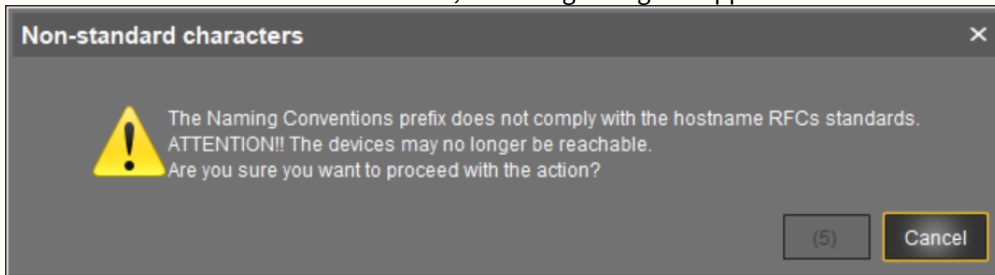 Non-standard characters ×
The Naming Conventions prefix does not comply with the hostname RFCs standards.
ATTENTION!! The devices may no longer be reachable.
Are you sure you want to proceed with the action?
(5) Cancel